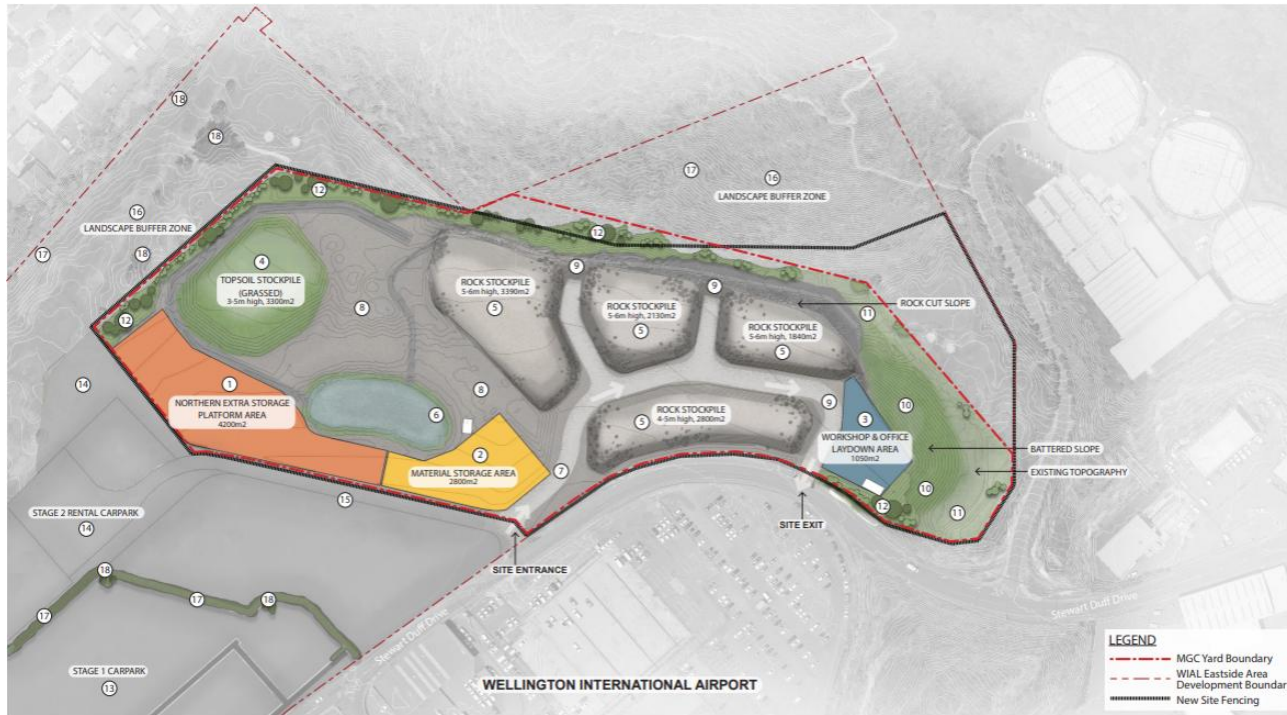 18
18
17
16
LANDSCAPE BUFFER ZONE
12
16
LANDSCAPE BUFFER ZONE
17
18
12
4
TOPSOIL STOCKPILE
(GRASSED)
3-5m high, 3300m2
12
8
ROCK STOCKPILE
5-6m high, 3390m2
5
9
ROCK STOCKPILE
5-6m high, 2130m2
5
9
ROCK STOCKPILE
5-6m high, 1840m2
5
11
ROCK CUT SLOPE
14
1
NORTHERN EXTRA STORAGE
PLATFORM AREA
4200m2
6
8
2
MATERIAL STORAGE AREA
2800m2
7
ROCK STOCKPILE
4-5m high, 2800m2
5
9
3
WORKSHOP & OFFICE
LAYDOWN AREA
1050m2
10
BATTERED SLOPE
EXISTING TOPOGRAPHY
10
11
12
15
STAGE 2 RENTAL CARPARK
14
SITE ENTRANCE
SITE EXIT
18
17
18
17
STAGE 1 CARPARK
13
Stewart Duff Drive
Stewart Duff Drive
WELLINGTON INTERNATIONAL AIRPORT
LEGEND
MGC Yard Boundary
WIAL Eastside Area
Development Boundar
New Site Fencing